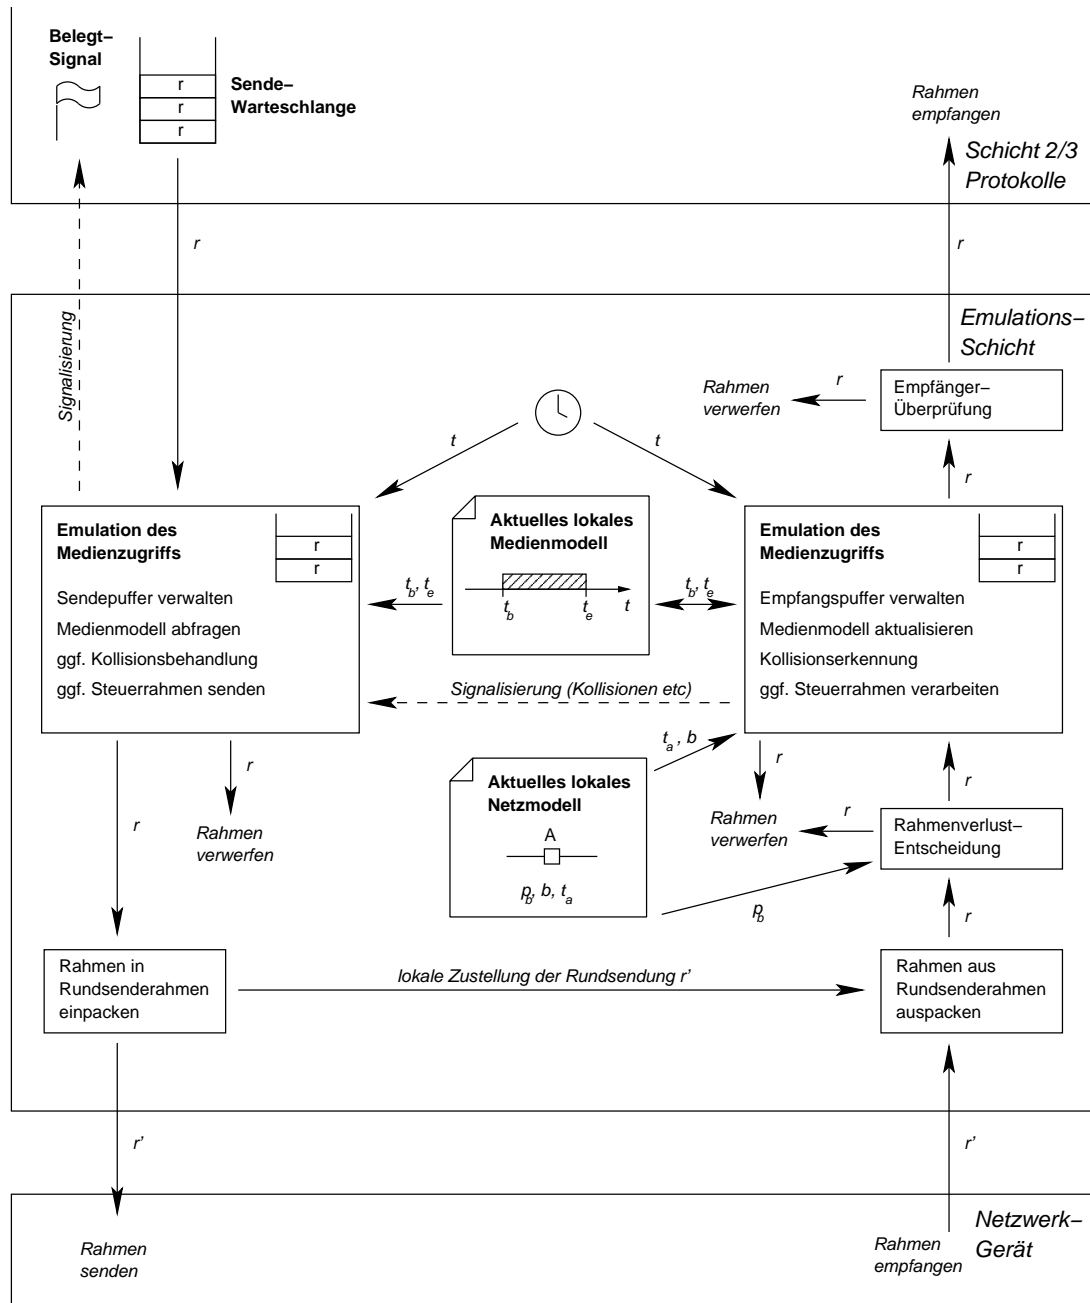 Belegt–
Signal
r
r
r
Sende–
Warteschlange
Rahmen
empfangen
Schicht 2/3
Protokolle
r
r
Signalisierung
Emulations–
Schicht
Rahmen
verwerfen
r
Empfänger–
Überprüfung
t
t
r
Emulation des
Medienzugriffs
r
r
Sendepuffer verwalten
Medienmodell abfragen
ggf. Kollisionsbehandlung
ggf. Steuerrahmen senden
t_b, t_e
Aktuelles lokales
Medienmodell
t_b t_e t
t_b, t_e
Emulation des
Medienzugriffs
r
r
Empfangspuffer verwalten
Medienmodell aktualisieren
Kollisionserkennung
ggf. Steuerrahmen verarbeiten
Signalisierung (Kollisionen etc)
t_a, b
r
Rahmen
verwerfen
r
Aktuelles lokales
Netzmodell
A
p_b, b, t_a
r
Rahmen
verwerfen
r
r
Rahmenverlust–
Entscheidung
p_b
r
Rahmen in
Rundsenderahmen
einpacken
lokale Zustellung der Rundsendung r'
Rahmen aus
Rundsenderahmen
auspacken
r'
r'
Rahmen
senden
Rahmen
empfangen
Netzwerk–
Gerät